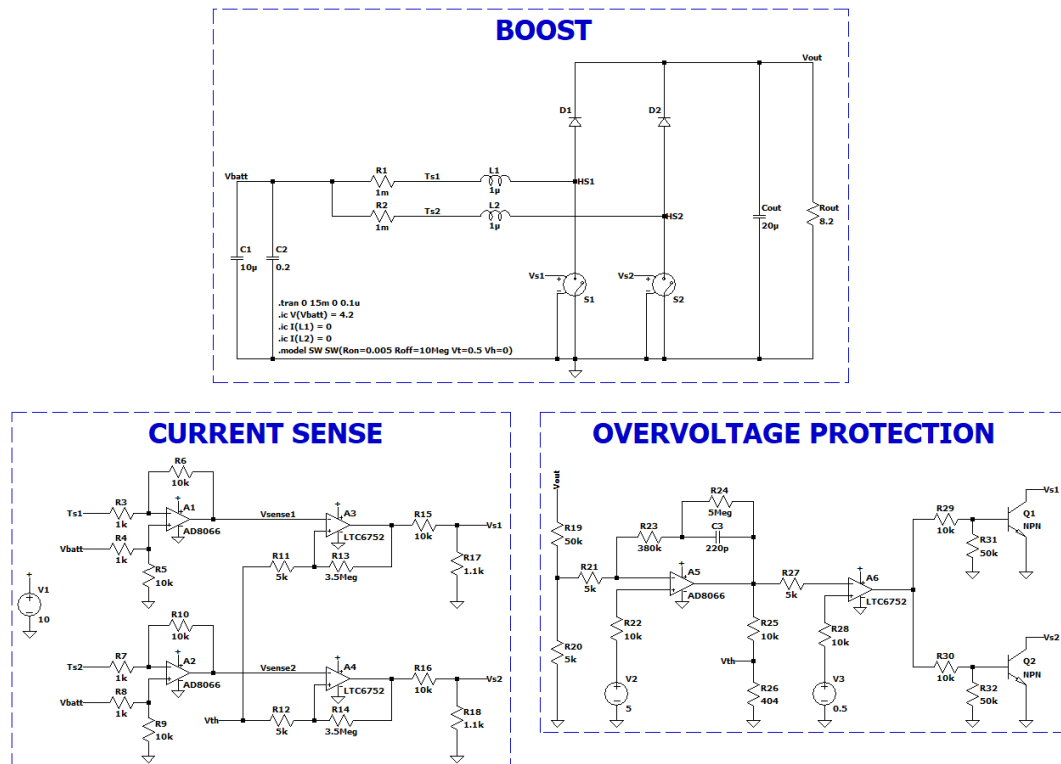 BOOST
Vout
D1
D2
Vbatt
R1
1m
Ts1
L1
1µ
HS1
R2
1m
Ts2
L2
1µ
HS2
Cout
20µ
Rout
8.2
C1
10µ
C2
0.2
Vs1
S1
Vs2
S2
.tran 0 15m 0 0.1u
.ic V(Vbatt) = 4.2
.ic I(L1) = 0
.ic I(L2) = 0
.model SW SW(Ron=0.005 Roff=10Meg Vt=0.5 Vh=0)
CURRENT SENSE
R6
10k
Ts1
R3
1k
A1
AD8066
Vbatt
R4
1k
R5
10k
Vsense1
A3
LTC6752
R15
10k
Vs1
R11
5k
R13
3.5Meg
R17
1.1k
V1
10
R10
10k
Ts2
R7
1k
A2
AD8066
Vbatt
R8
1k
R9
10k
Vsense2
A4
LTC6752
R16
10k
Vs2
Vth
R12
5k
R14
3.5Meg
R18
1.1k
OVERVOLTAGE PROTECTION
Vout
R19
50k
R20
5k
R21
5k
R23
380k
R24
5Meg
C3
220p
A5
AD8066
R22
10k
V2
5
R27
5k
R25
10k
Vth
R26
404
A6
LTC6752
R28
10k
V3
0.5
R29
10k
R31
50k
Q1
NPN
Vs1
R30
10k
R32
50k
Q2
NPN
Vs2